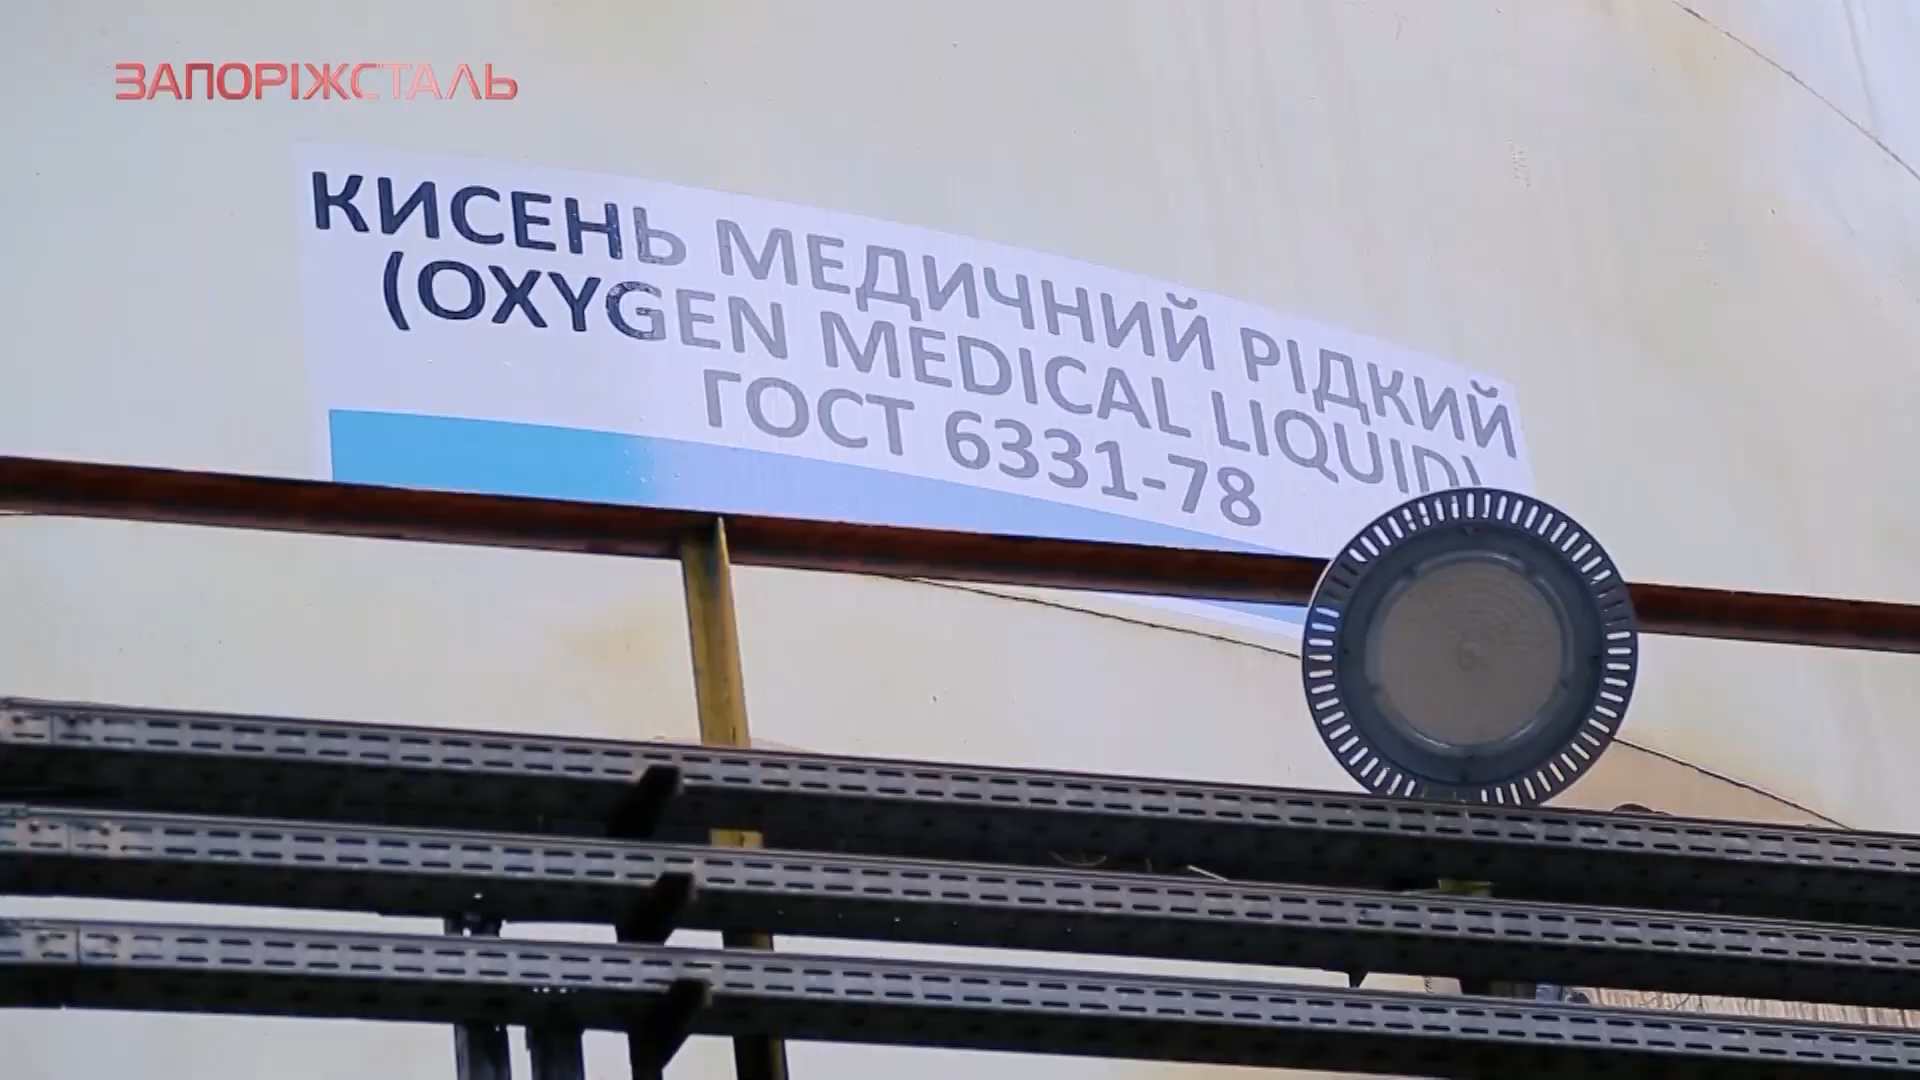 ЗАПОРІЖСТАЛЬ
КИСЕНЬ МЕДИЧНИЙ РІДКИЙ
(OXYGEN MEDICAL LIQUID)
ГОСТ 6331-78